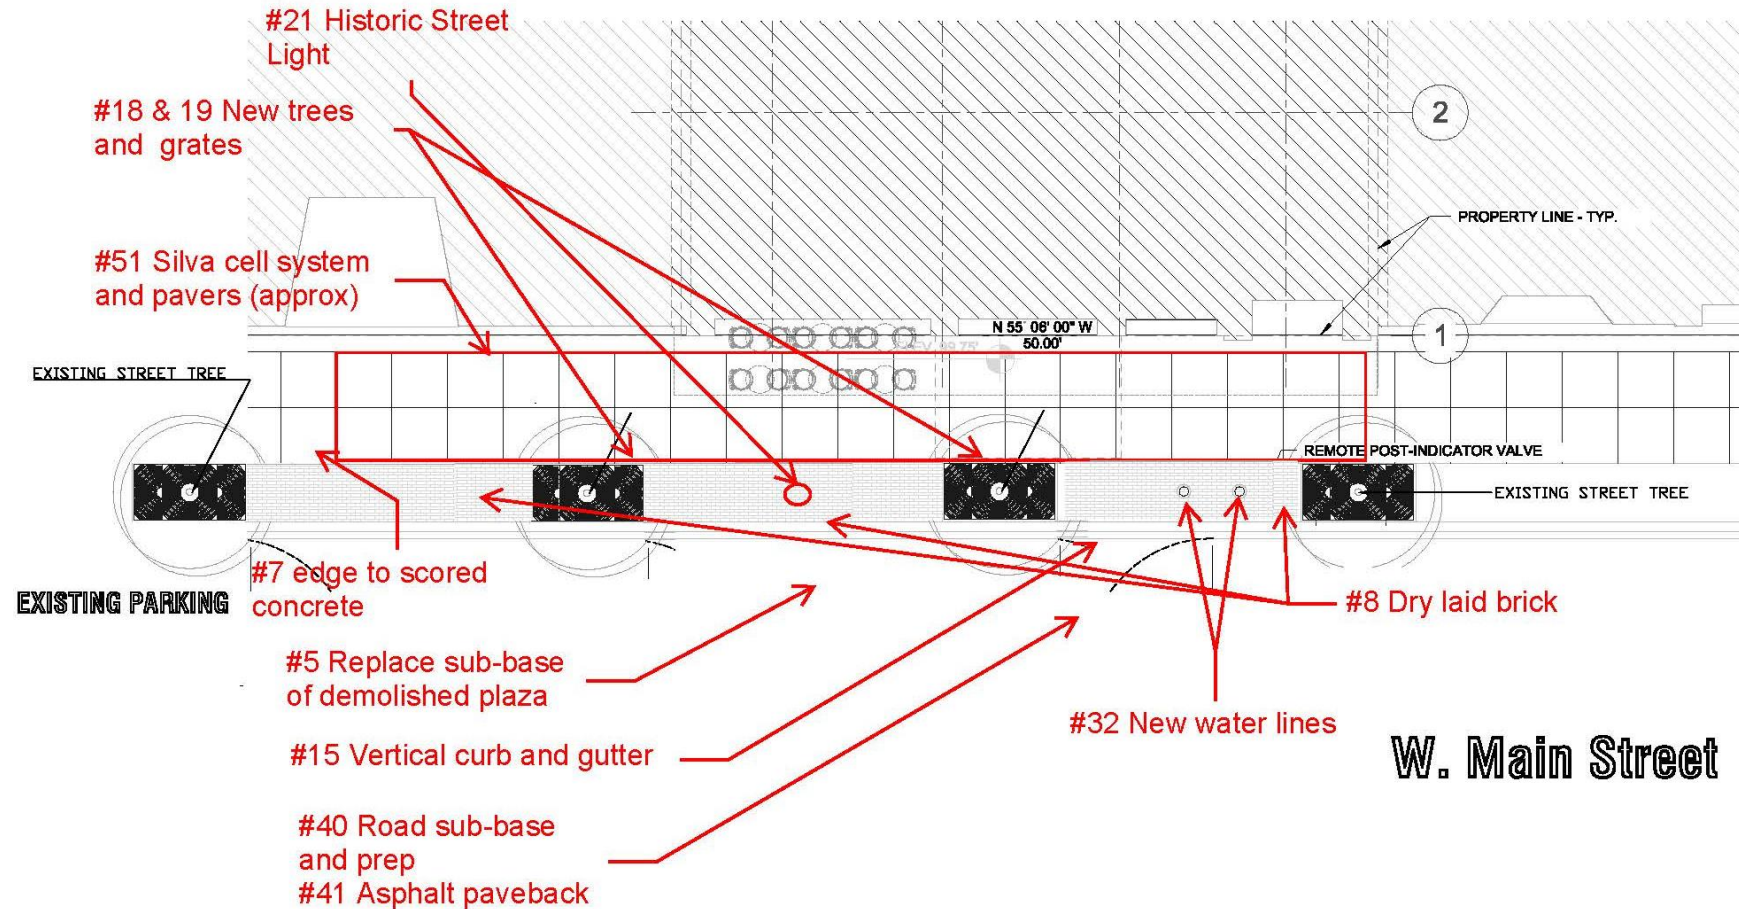 #21 Historic Street
Light
#18 & 19 New trees
and grates
2
PROPERTY LINE - TYP.
#51 Silva cell system
and pavers (approx)
N 55° 06' 00" W
50.00'
1
EXISTING STREET TREE
REMOTE POST-INDICATOR VALVE
EXISTING STREET TREE
#7 edge to scored
concrete
EXISTING PARKING
#8 Dry laid brick
#5 Replace sub-base
of demolished plaza
#32 New water lines
#15 Vertical curb and gutter
W. Main Street
#40 Road sub-base
and prep
#41 Asphalt paveback